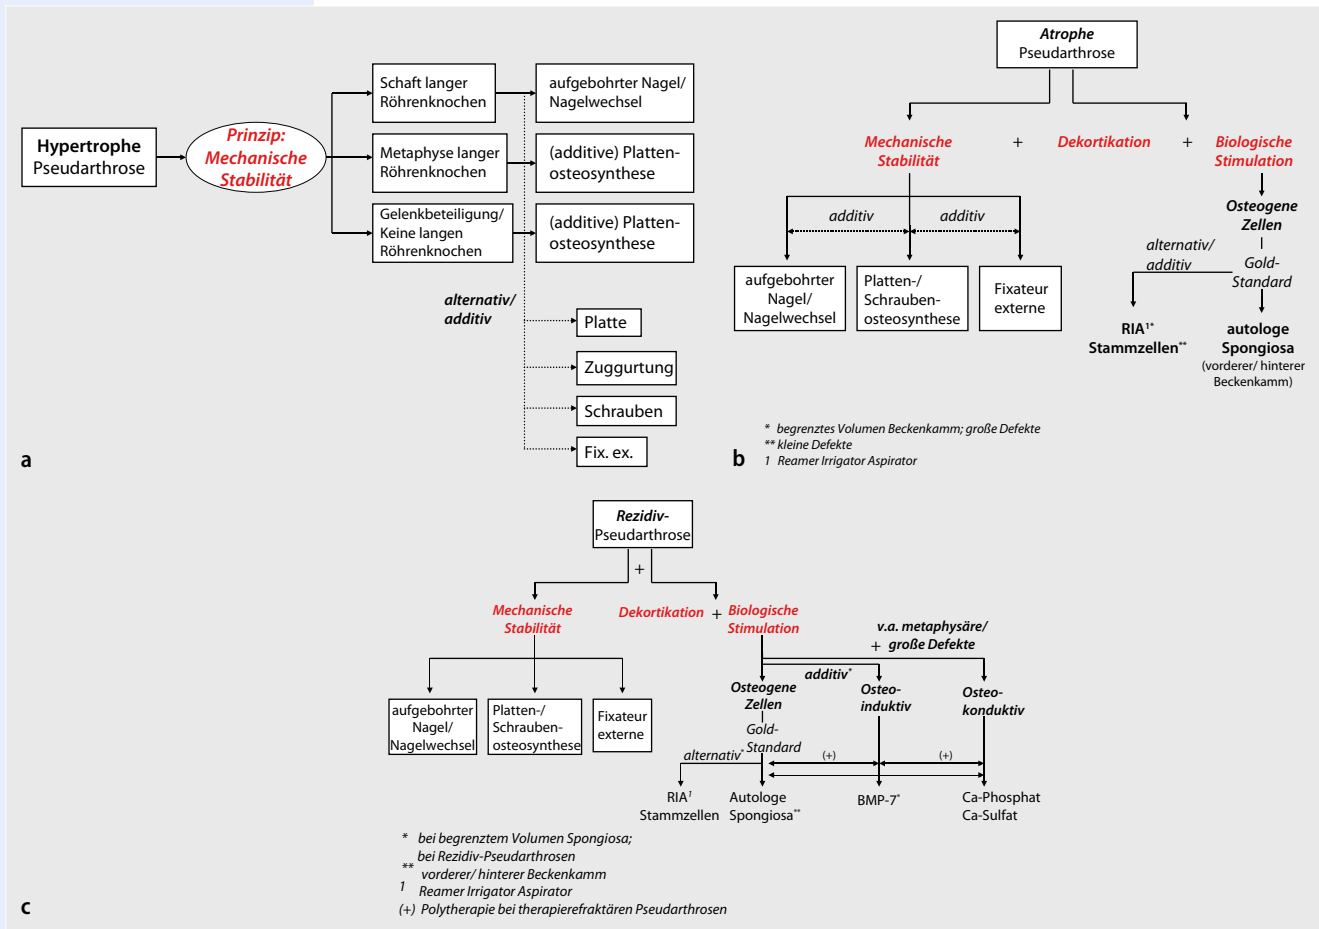 Hypertrophe
Pseudarthrose
Prinzip:
Mechanische
Stabilität
Schaft langer
Röhrenknochen
aufgebohrter Nagel/
Nagelwechsel
Metaphyse langer
Röhrenknochen
(additive) Platten-
osteosynthese
Gelenkbeteiligung/
Keine langen
Röhrenknochen
(additive) Platten-
osteosynthese
alternativ/
additiv
Platte
Zuggurtung
Schrauben
Fix. ex.
a
Atrophe
Pseudarthrose
Mechanische
Stabilität
+
Dekortikation
+
Biologische
Stimulation
additiv
additiv
aufgebohrter
Nagel/
Nagelwechsel
Platten-/
Schrauben-
osteosynthese
Fixateur
externe
Osteogene
Zellen
alternativ/
additiv
Gold-
Standard
RIA¹*
Stammzellen**
autologe
Spongiosa
(vorderer/ hinterer
Beckenkamm)
* begrenztes Volumen Beckenkamm; große Defekte
** kleine Defekte
1 Reamer Irrigator Aspirator
b
Rezidiv-
Pseudarthrose
+
Mechanische
Stabilität
Dekortikation
+
Biologische
Stimulation
aufgebohrter
Nagel/
Nagelwechsel
Platten-/
Schrauben-
osteosynthese
Fixateur
externe
v.a. metaphysäre/
+ große Defekte
additiv*
Osteogene
Zellen
Osteo-
induktiv
Osteo-
konduktiv
Gold-
Standard
alternativ*
(+)
(+)
RIA¹
Stammzellen
Autologe
Spongiosa**
BMP-7*
Ca-Phosphat
Ca-Sulfat
* bei begrenztem Volumen Spongiosa;
bei Rezidiv-Pseudarthrosen
** vorderer/ hinterer Beckenkamm
1 Reamer Irrigator Aspirator
(+) Polytherapie bei therapierefraktären Pseudarthrosen
c